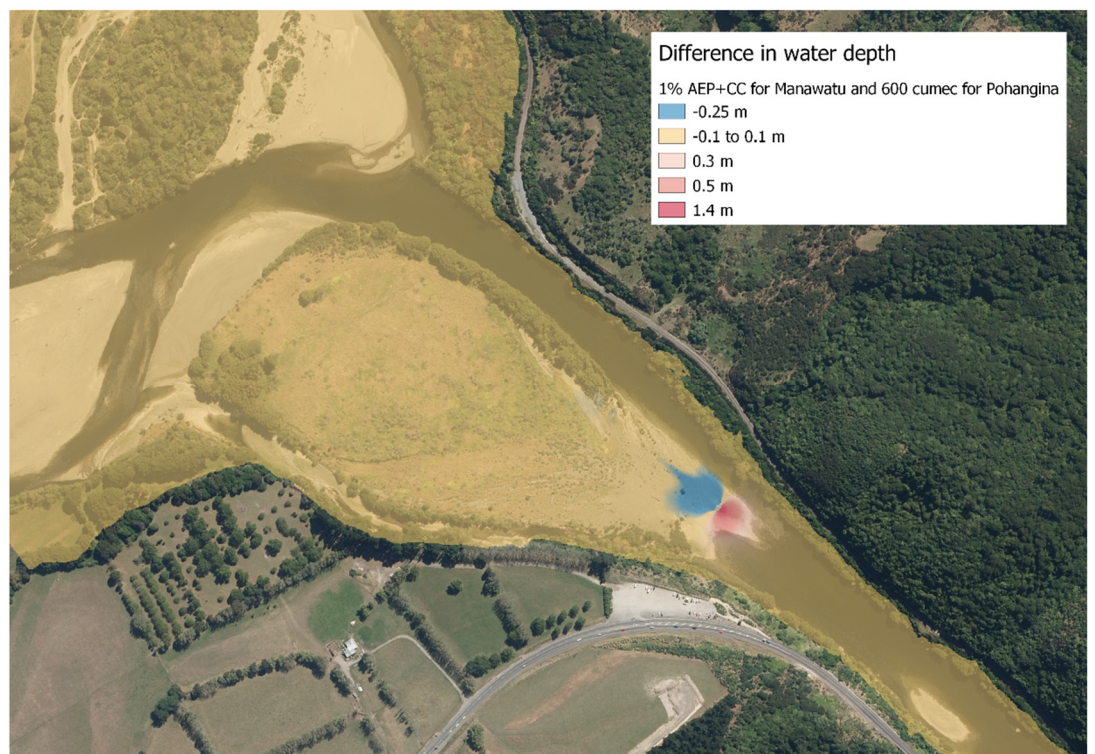 Difference in water depth
1% AEP+CC for Manawatu and 600 cumec for Pohangina
-0.25 m
-0.1 to 0.1 m
0.3 m
0.5 m
1.4 m